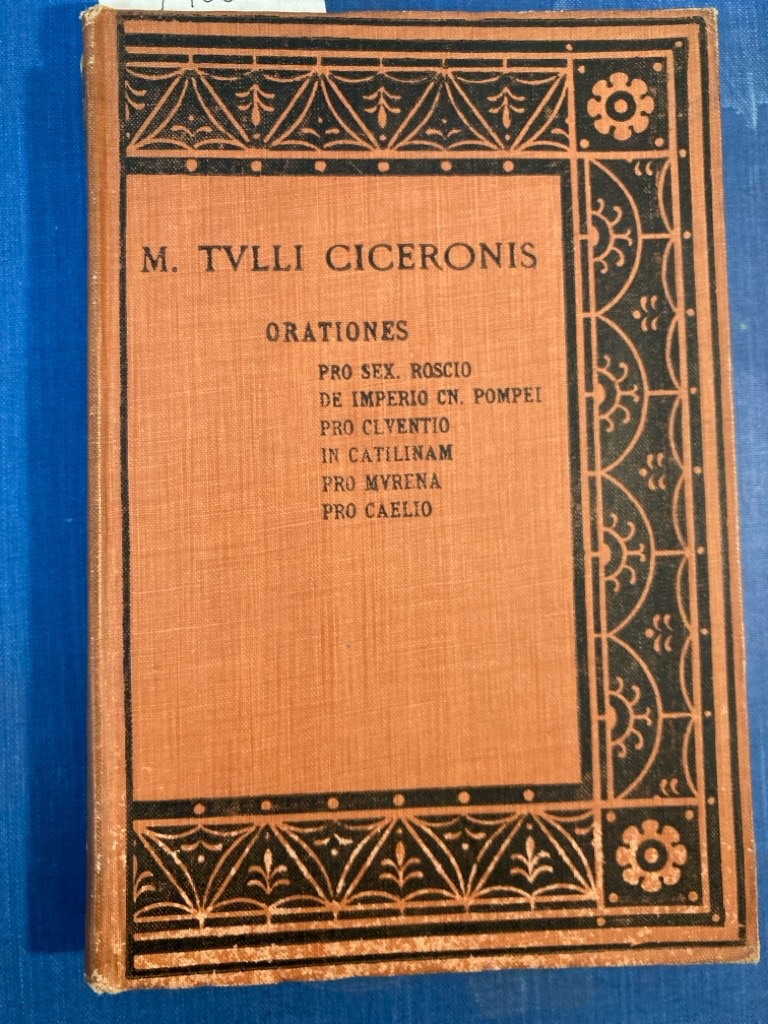 M. TVLLI CICERONIS
ORATIONES
PRO SEX. ROSCIO
DE IMPERIO CN. POMPEI
PRO CLVENTIO
IN CATILINAM
PRO MVRENA
PRO CAELIO